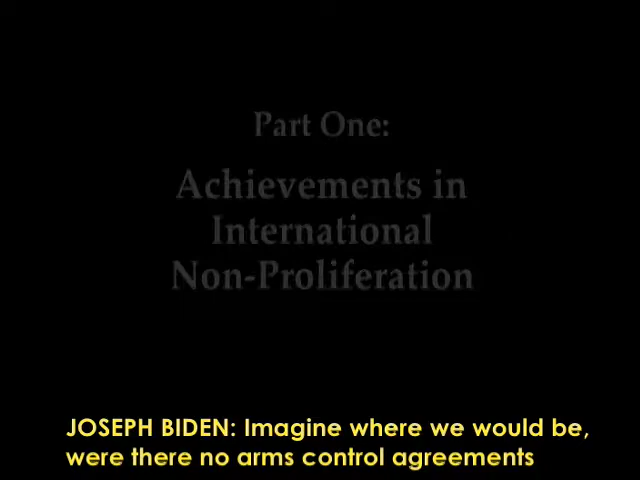 Part One:
Achievements in
International
Non-Proliferation
JOSEPH BIDEN: Imagine where we would be,
were there no arms control agreements